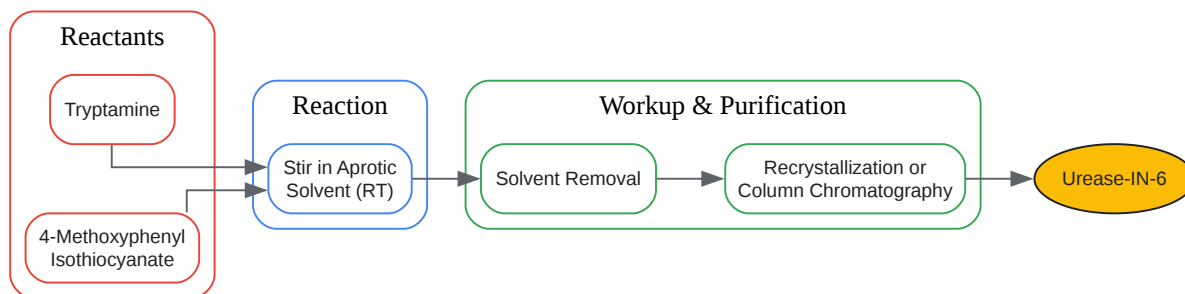 Reactants
Tryptamine
4-Methoxyphenyl
Isothiocyanate
Reaction
Stir in Aprotic
Solvent (RT)
Workup & Purification
Solvent Removal
Recrystallization or
Column Chromatography
Urease-IN-6